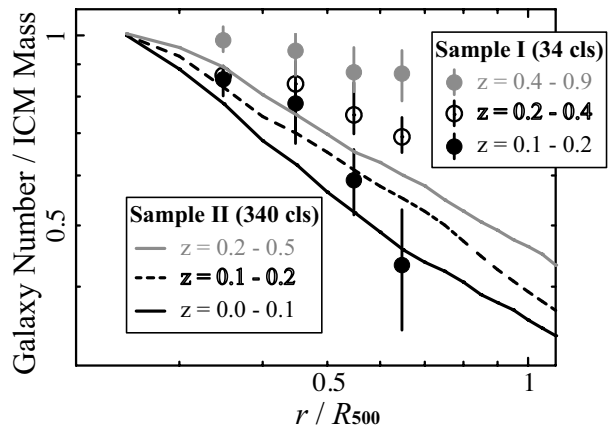 Galaxy Number / ICM Mass
1
0.5
Sample I (34 cls)
z = 0.4 - 0.9
z = 0.2 - 0.4
z = 0.1 - 0.2
Sample II (340 cls)
z = 0.2 - 0.5
z = 0.1 - 0.2
z = 0.0 - 0.1
0.5
1
r / R500